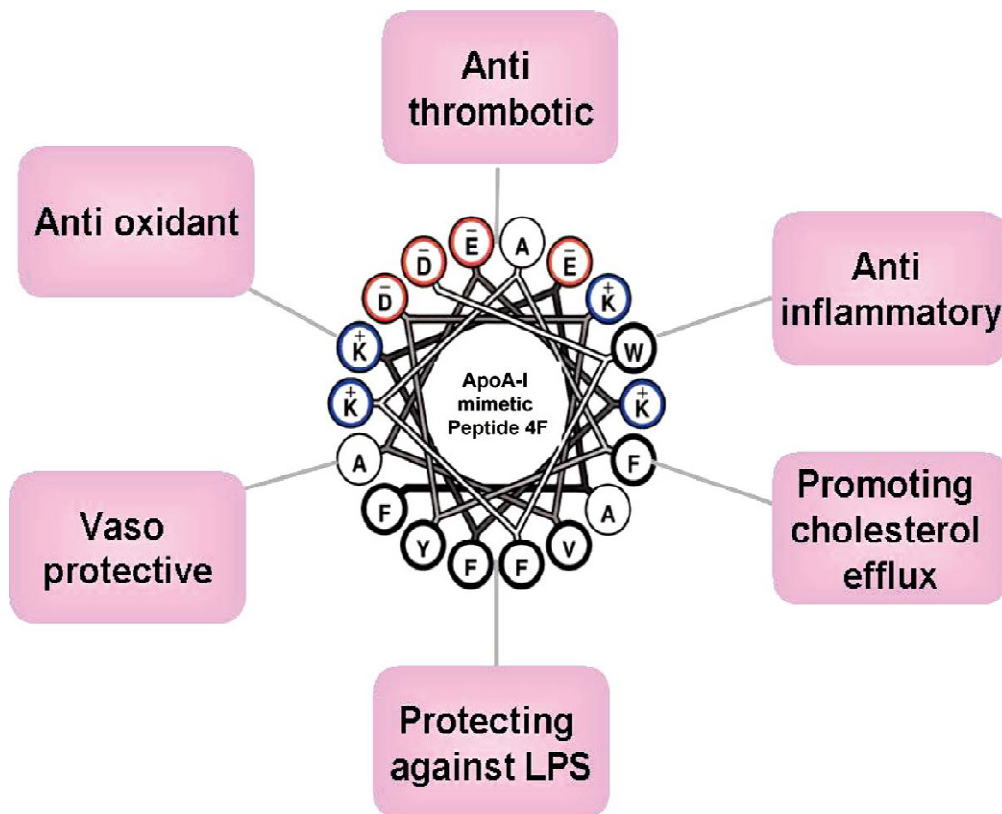 Anti
thrombotic
Anti oxidant
Anti
inflammatory
Ē A Ē
D̄ K⁺
D̄ W
K⁺ K⁺
K⁺ F
A A
F V
Y F F
ApoA-I
mimetic
Peptide 4F
Vaso
protective
Promoting
cholesterol
efflux
Protecting
against LPS